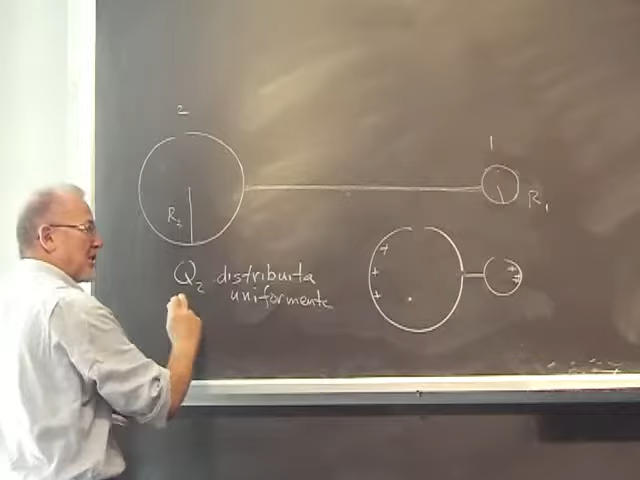 2
1
R₂
R₁
Q₂ distribuita
uniformente
+
+
+
+
+